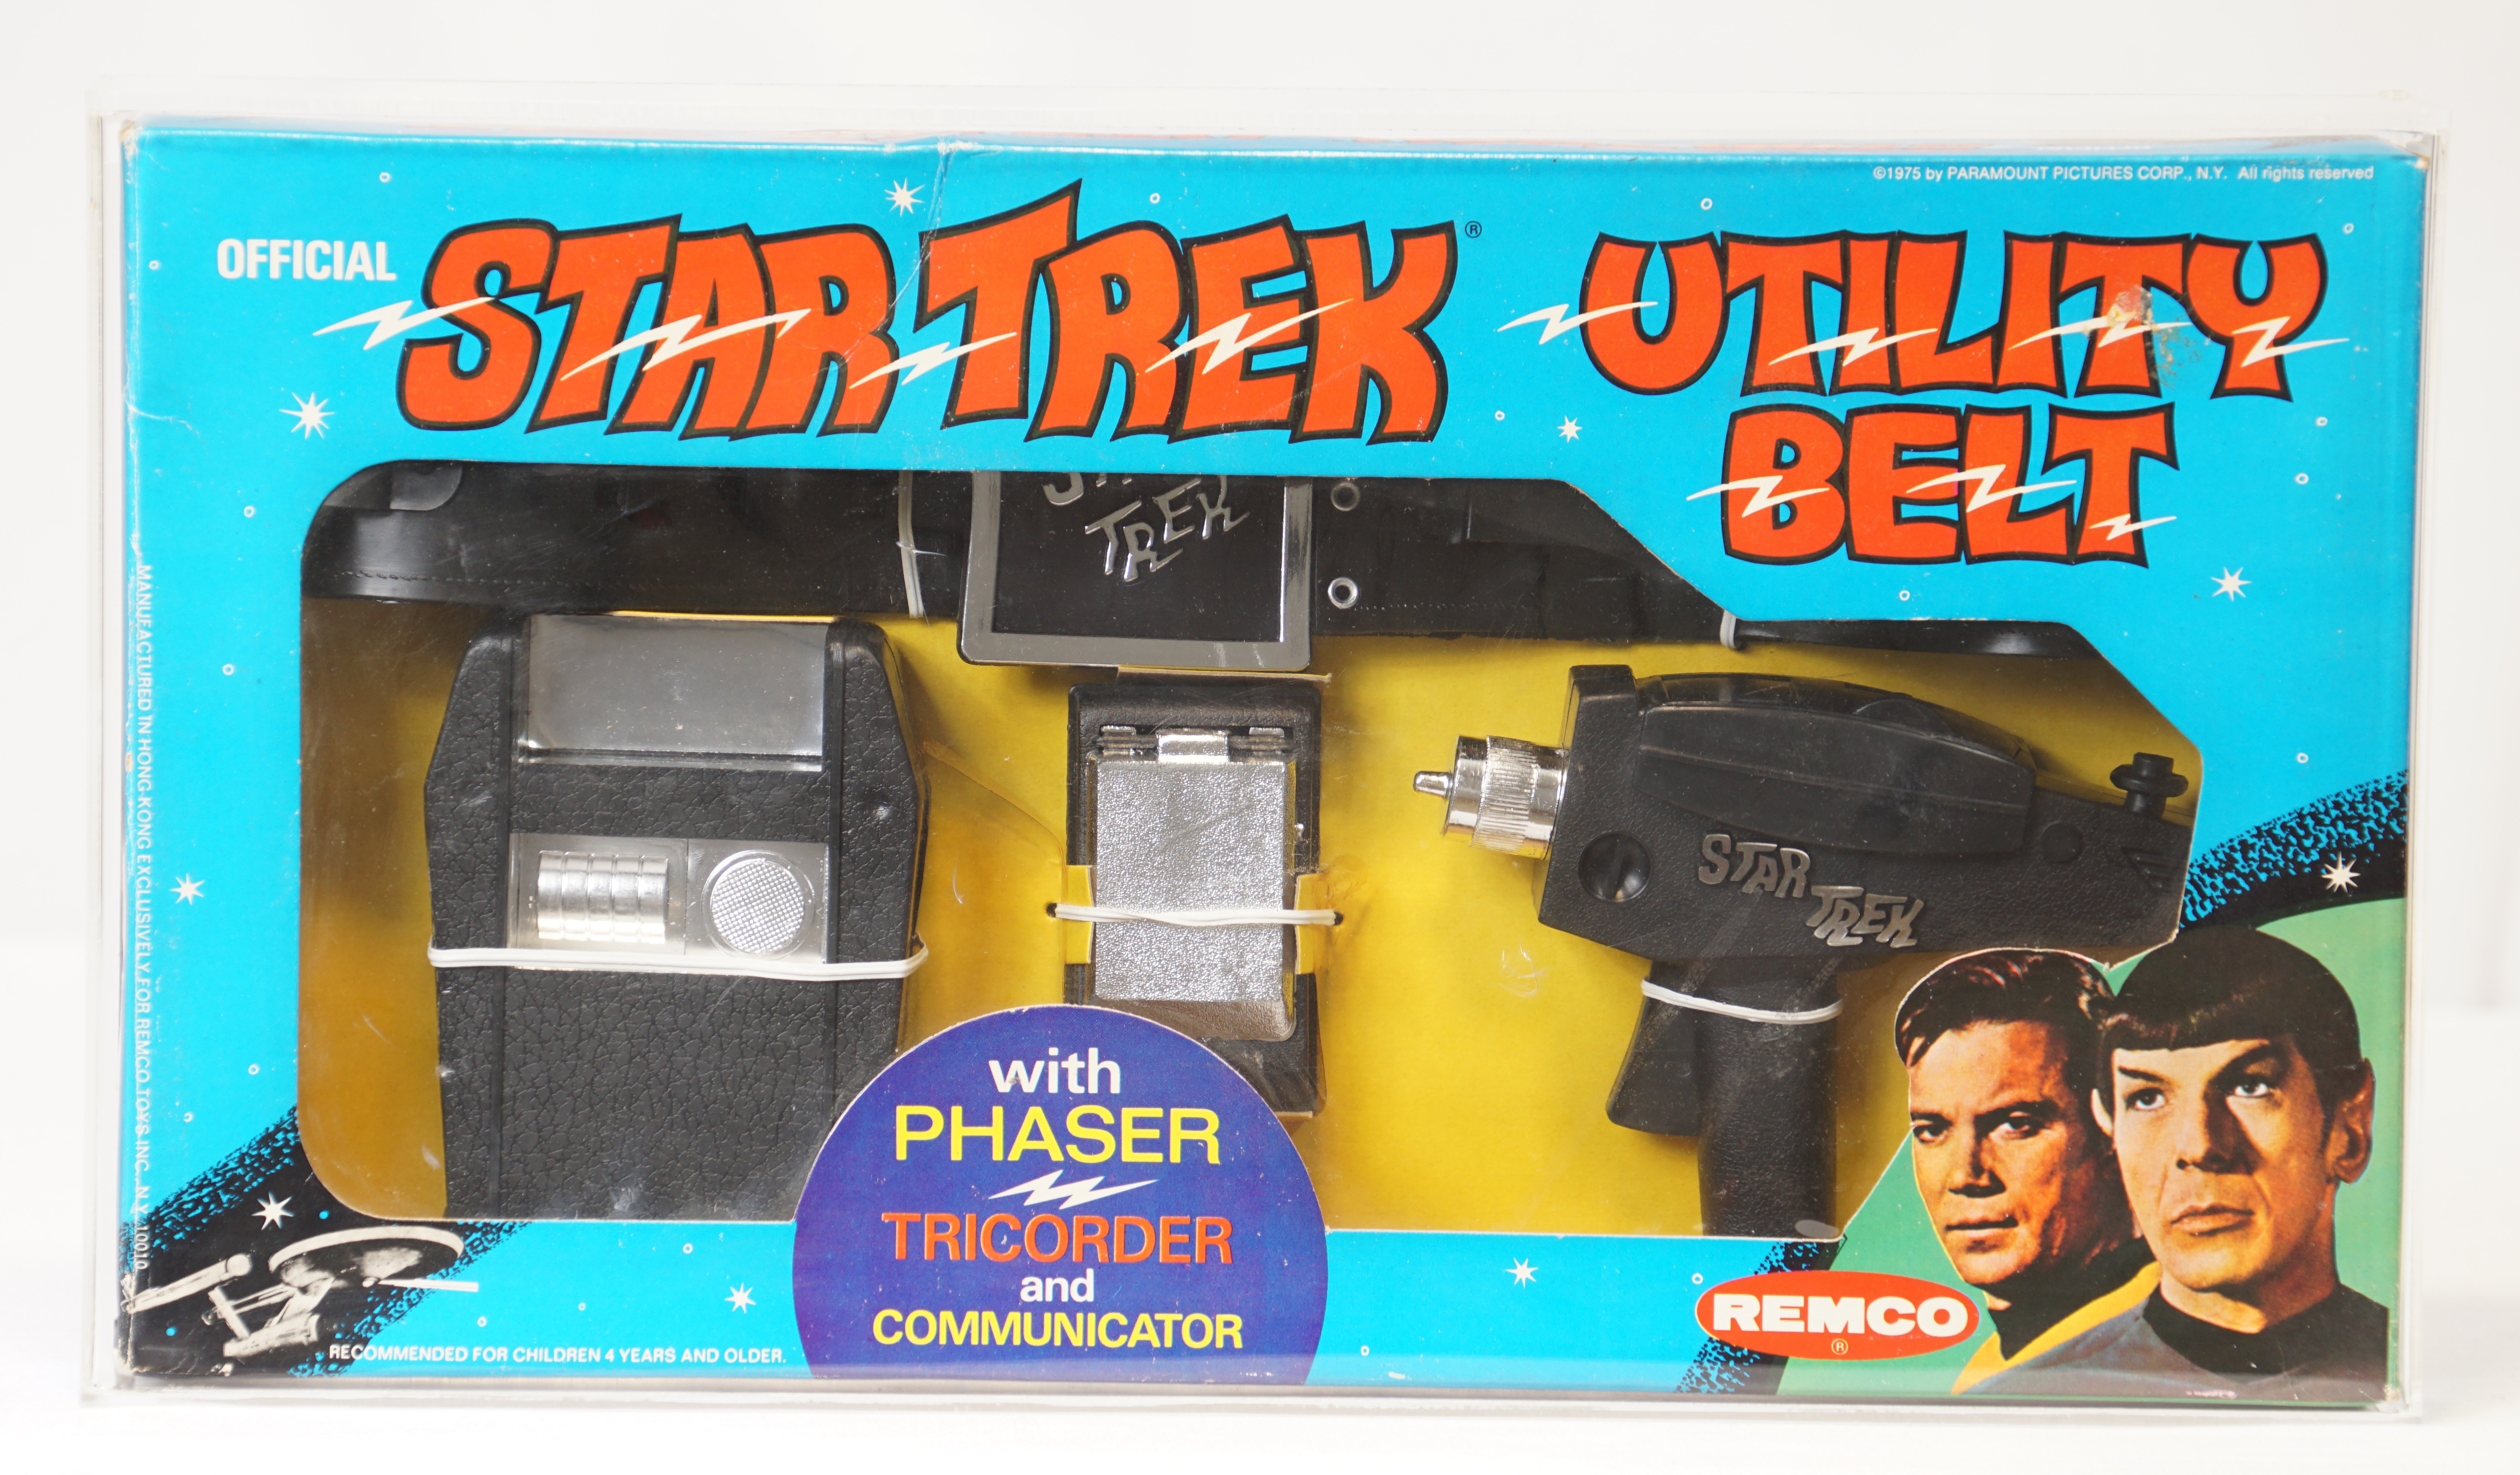 ©1975 by PARAMOUNT PICTURES CORP., N.Y. All rights reserved
OFFICIAL STAR TREK® UTILITY
BELT
STAR
TREK
STAR
TREK
with
PHASER
TRICORDER
and
COMMUNICATOR
REMCO
®
RECOMMENDED FOR CHILDREN 4 YEARS AND OLDER.
MANUFACTURED IN HONG KONG EXCLUSIVELY FOR REMCO TOYS INC., N.Y. 10010